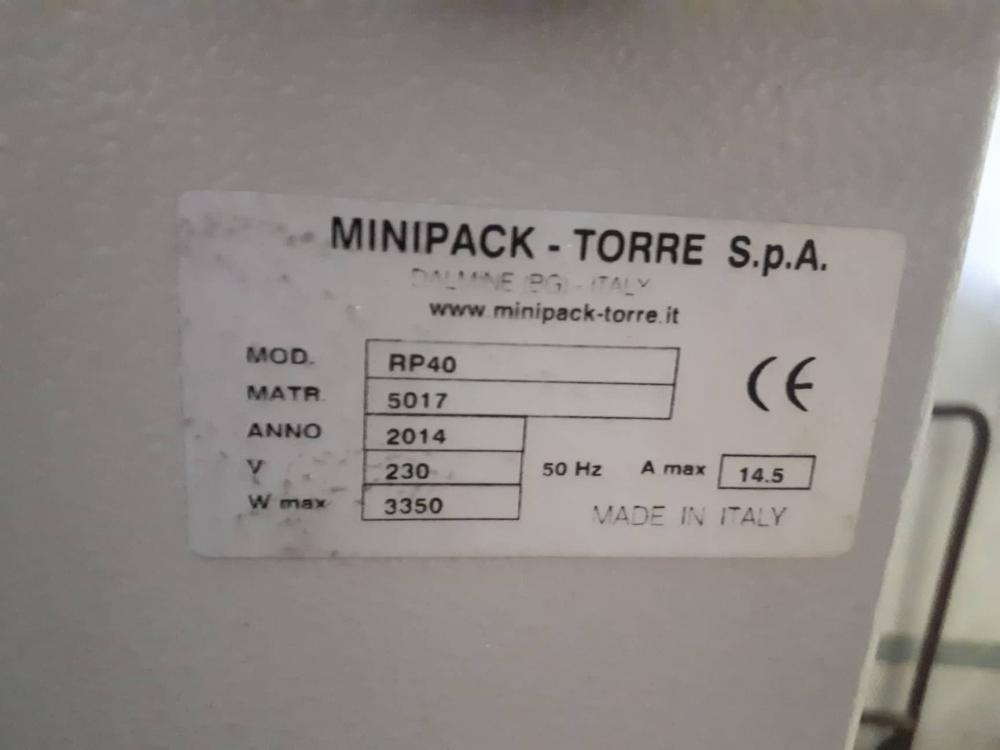 MINIPACK - TORRE S.p.A.
DALMINE (BG) - ITALY
www.minipack-torre.it
MOD. RP40
MATR. 5017
ANNO 2014
V 230 50 Hz A max 14.5
W max 3350
CE
MADE IN ITALY